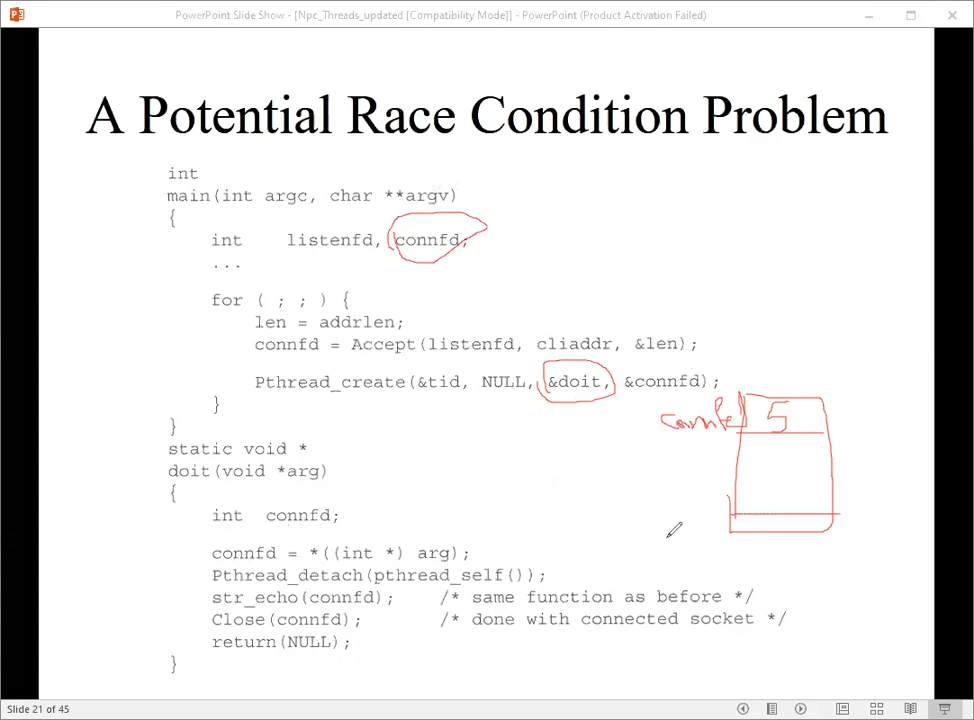 PowerPoint Slide Show - [Npc_Threads_updated [Compatibility Mode]] - PowerPoint (Product Activation Failed)
A Potential Race Condition Problem
int
main(int argc, char **argv)
{
int listenfd, connfd;
...
for ( ; ; ) {
len = addrlen;
connfd = Accept(listenfd, cliaddr, &len);
Pthread_create(&tid, NULL, &doit, &connfd);
}
connfd 5
}
static void *
doit(void *arg)
{
int connfd;
connfd = *((int *) arg);
Pthread_detach(pthread_self());
str_echo(connfd); /* same function as before */
Close(connfd); /* done with connected socket */
return(NULL);
}
Slide 21 of 45